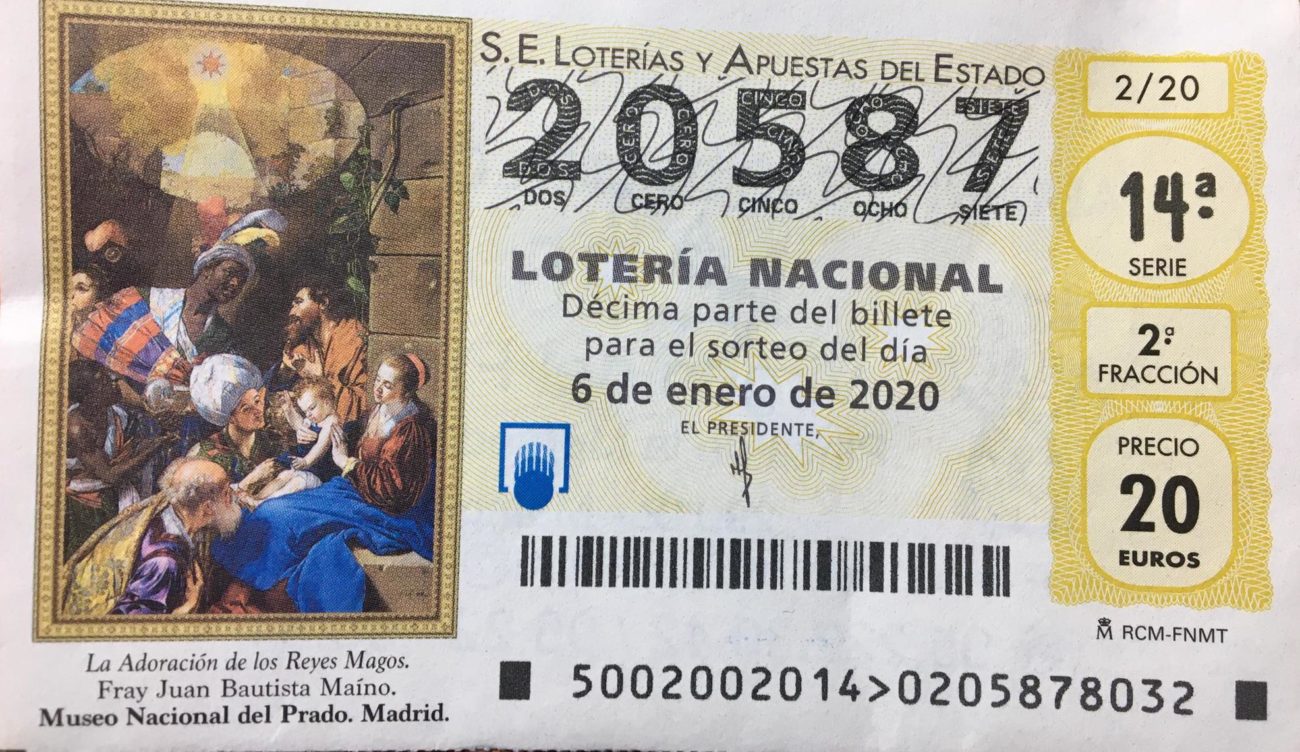 S.E. LOTERÍAS Y APUESTAS DEL ESTADO
20587
DOS CERO CINCO OCHO SIETE
LOTERÍA NACIONAL
Décima parte del billete
para el sorteo del día
6 de enero de 2020
EL PRESIDENTE,
2/20
14ª
SERIE
2ª
FRACCIÓN
PRECIO
20
EUROS
RCM-FNMT
5002002014>0205878032
La Adoración de los Reyes Magos.
Fray Juan Bautista Maíno.
Museo Nacional del Prado. Madrid.